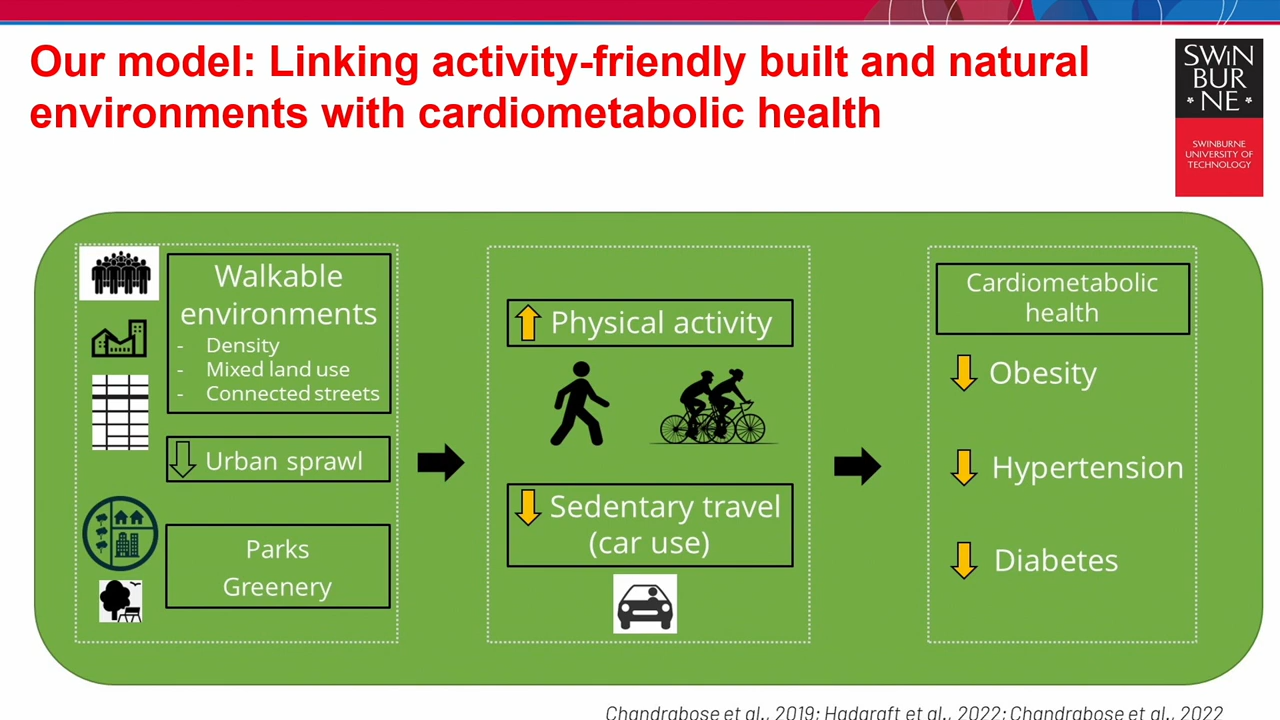 Our model: Linking activity-friendly built and natural
environments with cardiometabolic health
SWIN
BUR
NE
SWINBURNE
UNIVERSITY OF
TECHNOLOGY
Walkable
environments
- Density
- Mixed land use
- Connected streets
Urban sprawl
Parks
Greenery
Physical activity
Sedentary travel
(car use)
Cardiometabolic
health
Obesity
Hypertension
Diabetes
Chandrabose et al., 2019; Hadgraft et al., 2022; Chandrabose et al., 2022